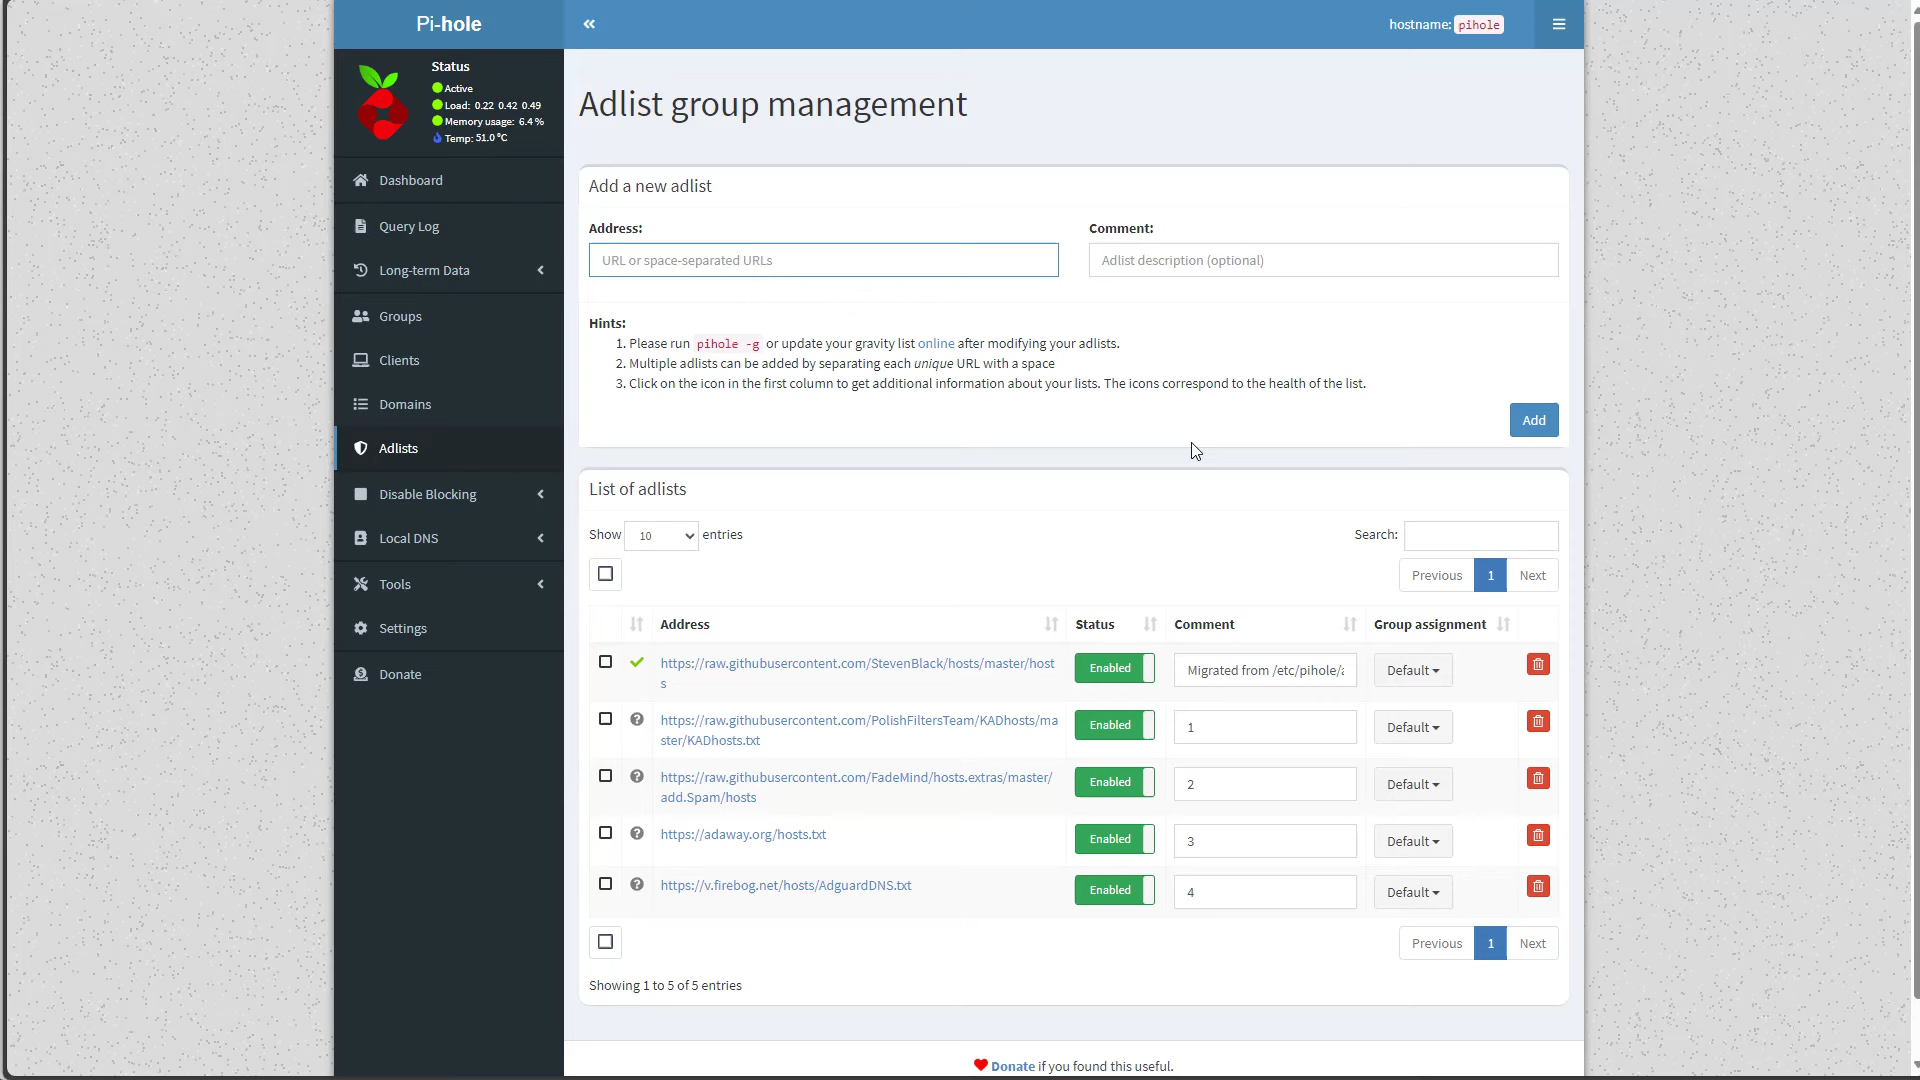 Pi-hole
hostname: pihole
Status
Active
Load: 0.22 0.42 0.49
Memory usage: 6.4 %
Temp: 51.0 °C
Dashboard
Query Log
Long-term Data
Groups
Clients
Domains
Adlists
Disable Blocking
Local DNS
Tools
Settings
Donate
Adlist group management
Add a new adlist
Address:
Comment:
URL or space-separated URLs
Adlist description (optional)
Hints:
1. Please run pihole -g or update your gravity list online after modifying your adlists.
2. Multiple adlists can be added by separating each unique URL with a space
3. Click on the icon in the first column to get additional information about your lists. The icons correspond to the health of the list.
Add
List of adlists
Show 10 entries
Search:
Previous 1 Next
Address Status Comment Group assignment
https://raw.githubusercontent.com/StevenBlack/hosts/master/host
s
Enabled
Migrated from /etc/pihole/a
Default
https://raw.githubusercontent.com/PolishFiltersTeam/KADhosts/ma
ster/KADhosts.txt
Enabled
1
Default
https://raw.githubusercontent.com/FadeMind/hosts.extras/master/
add.Spam/hosts
Enabled
2
Default
https://adaway.org/hosts.txt
Enabled
3
Default
https://v.firebog.net/hosts/AdguardDNS.txt
Enabled
4
Default
Previous 1 Next
Showing 1 to 5 of 5 entries
Donate if you found this useful.